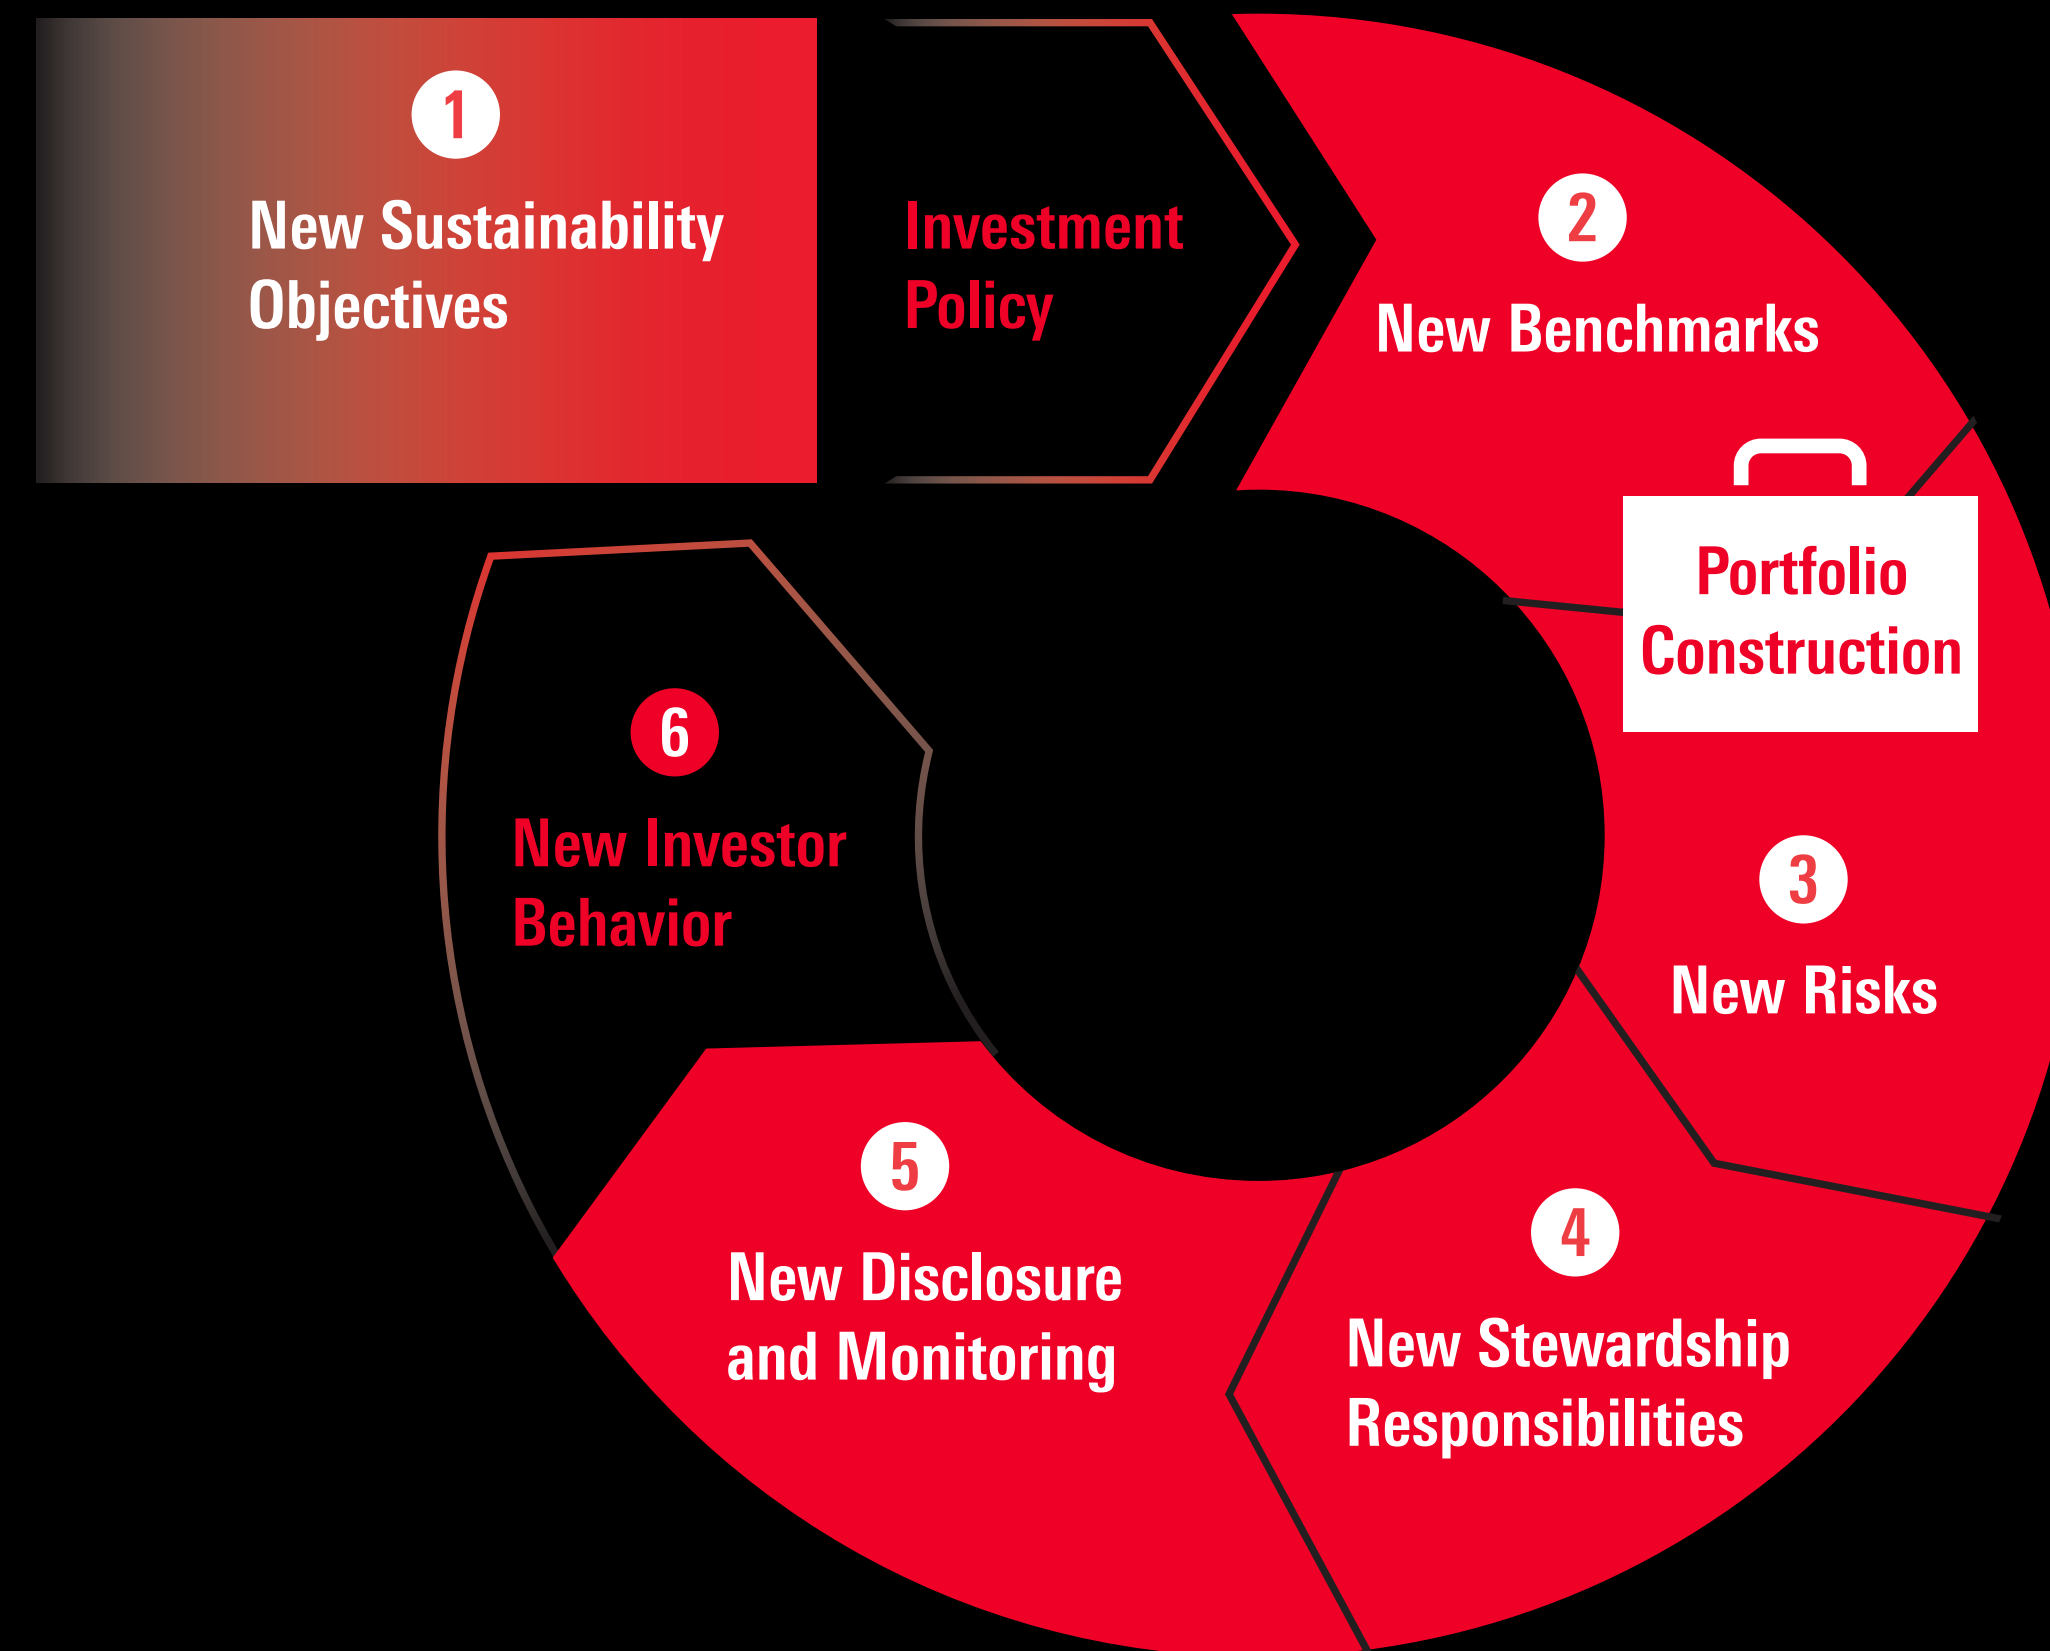 1
New Sustainability
Objectives
Investment
Policy
2
New Benchmarks
Portfolio
Construction
3
New Risks
4
New Stewardship
Responsibilities
5
New Disclosure
and Monitoring
6
New Investor
Behavior